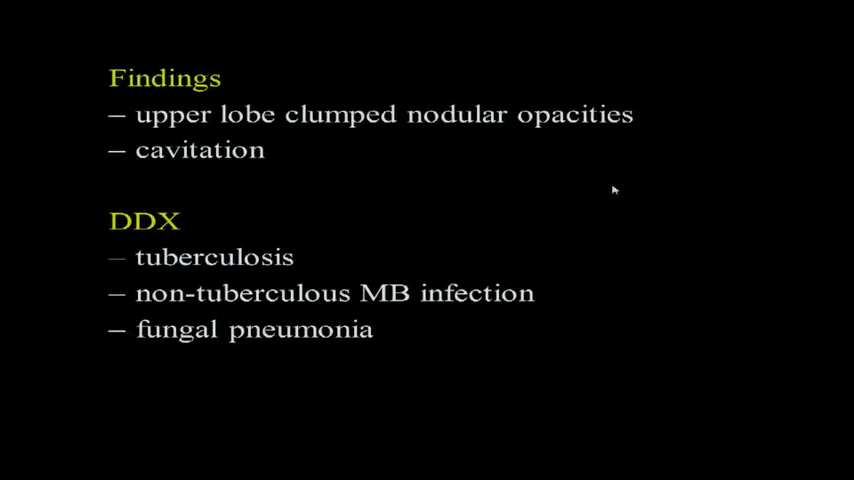 Findings
– upper lobe clumped nodular opacities
– cavitation
DDX
– tuberculosis
– non-tuberculous MB infection
– fungal pneumonia